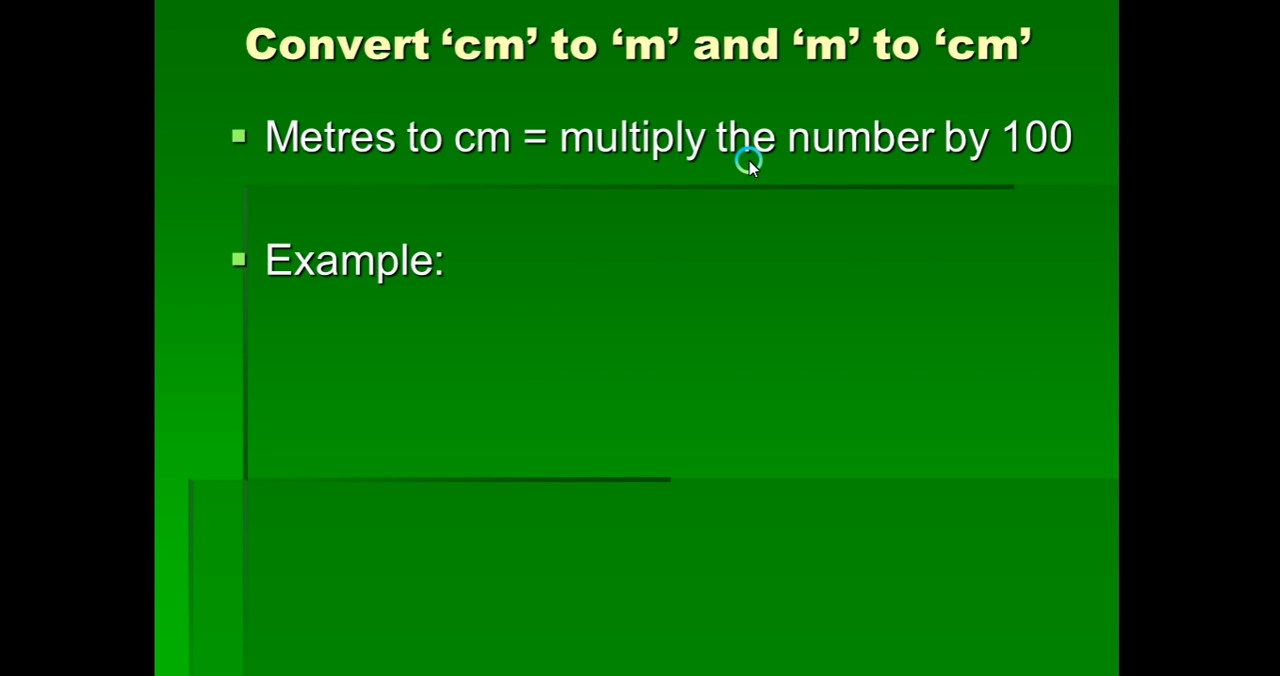 Convert ‘cm’ to ‘m’ and ‘m’ to ‘cm’
Metres to cm = multiply the number by 100
Example: